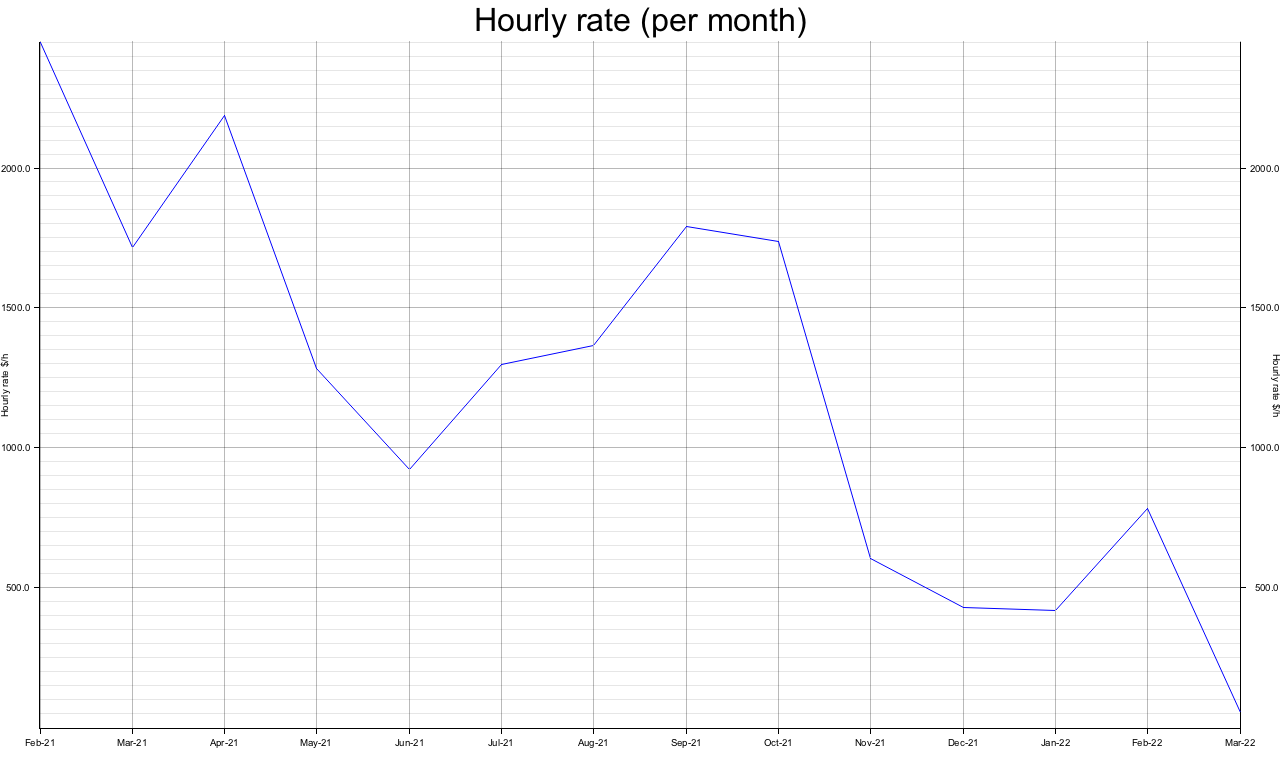 Hourly rate (per month)
2000.0
2000.0
1500.0
1500.0
Hourly rate $/h
Hourly rate $/h
1000.0
1000.0
500.0
500.0
Feb-21 Mar-21 Apr-21 May-21 Jun-21 Jul-21 Aug-21 Sep-21 Oct-21 Nov-21 Dec-21 Jan-22 Feb-22 Mar-22